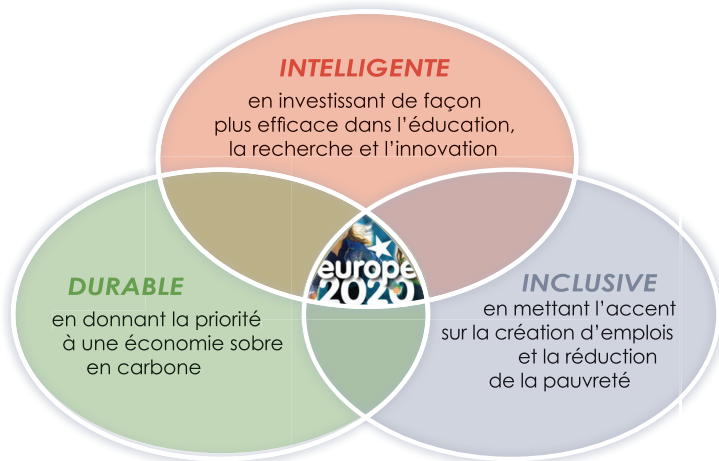 INTELLIGENTE
en investissant de façon
plus efficace dans l’éducation,
la recherche et l’innovation
europe
2020
DURABLE
en donnant la priorité
à une économie sobre
en carbone
INCLUSIVE
en mettant l’accent
sur la création d’emplois
et la réduction
de la pauvreté